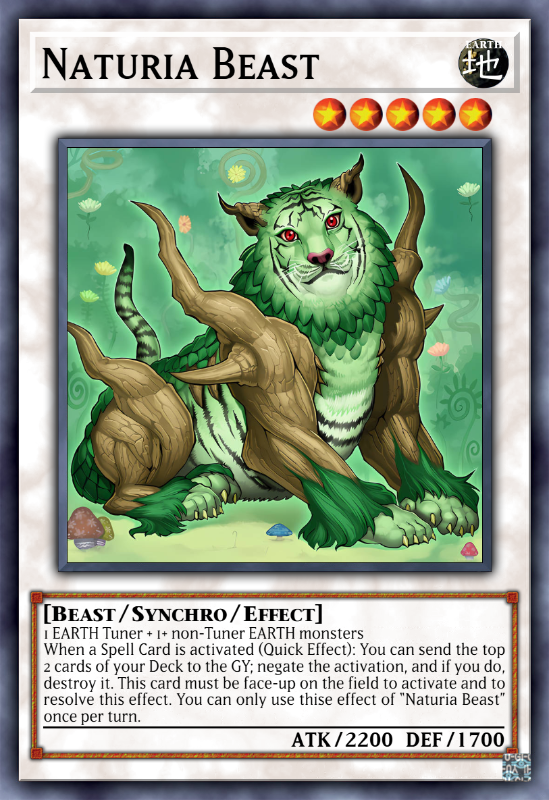 NATURIA BEAST
EARTH
地
[BEAST / SYNCHRO / EFFECT]
1 EARTH Tuner + 1+ non-Tuner EARTH monsters
When a Spell Card is activated (Quick Effect): You can send the top
2 cards of your Deck to the GY; negate the activation, and if you do,
destroy it. This card must be face-up on the field to activate and to
resolve this effect. You can only use thise effect of "Naturia Beast"
once per turn.
ATK / 2200 DEF / 1700